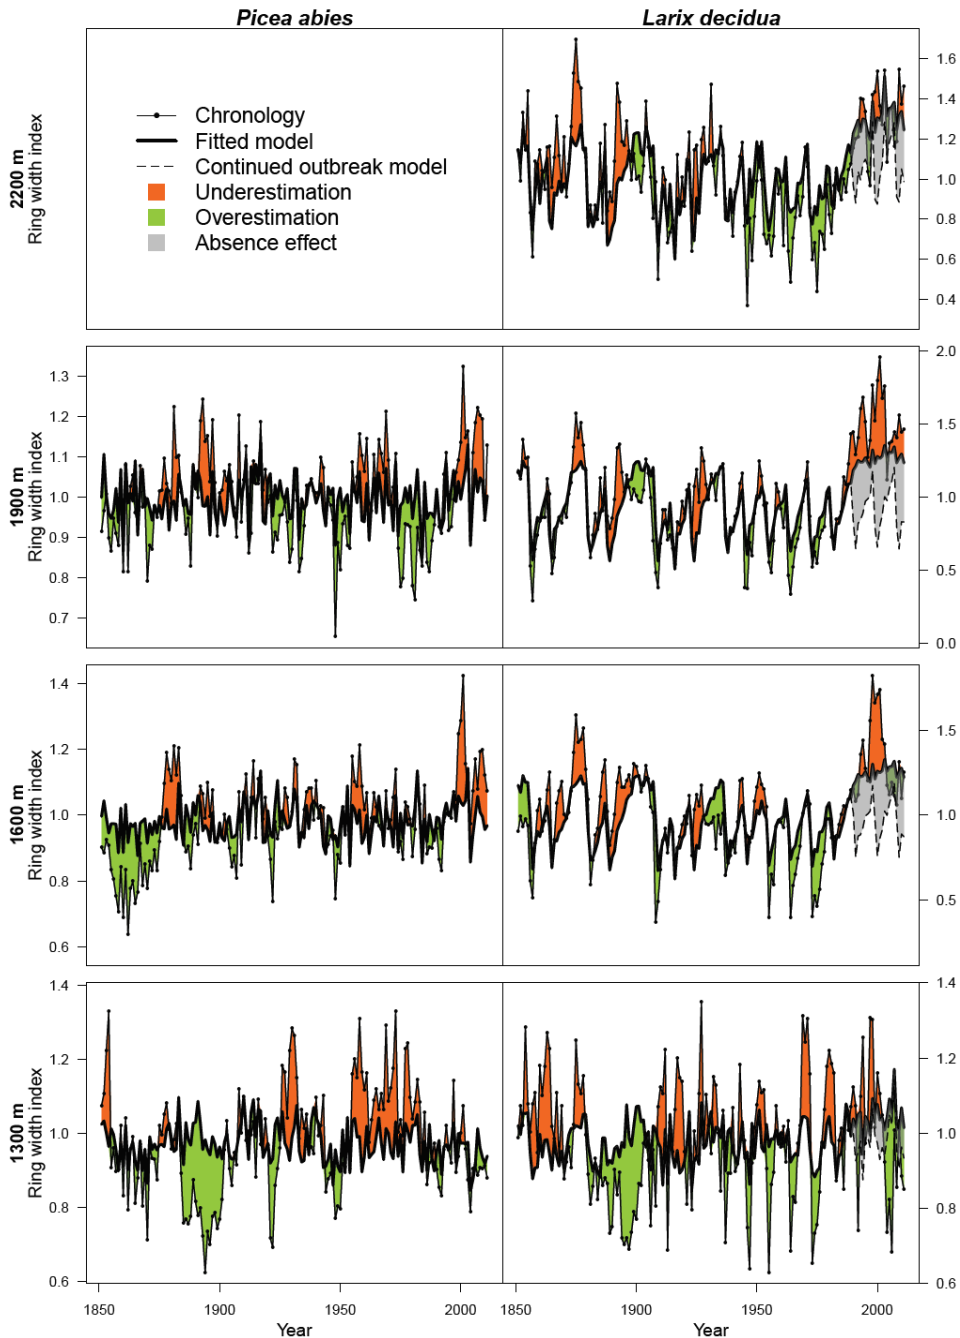 Picea abies
Larix decidua
Chronology
Fitted model
Continued outbreak model
Underestimation
Overestimation
Absence effect
2200 m
Ring width index
1.6
1.4
1.2
1.0
0.8
0.6
0.4
1900 m
Ring width index
1.3
1.2
1.1
1.0
0.9
0.8
0.7
2.0
1.5
1.0
0.5
0.0
1600 m
Ring width index
1.4
1.2
1.0
0.8
0.6
1.5
1.0
0.5
1300 m
Ring width index
1.4
1.2
1.0
0.8
0.6
1.4
1.2
1.0
0.8
0.6
1850 1900 1950 2000
1850 1900 1950 2000
Year
Year